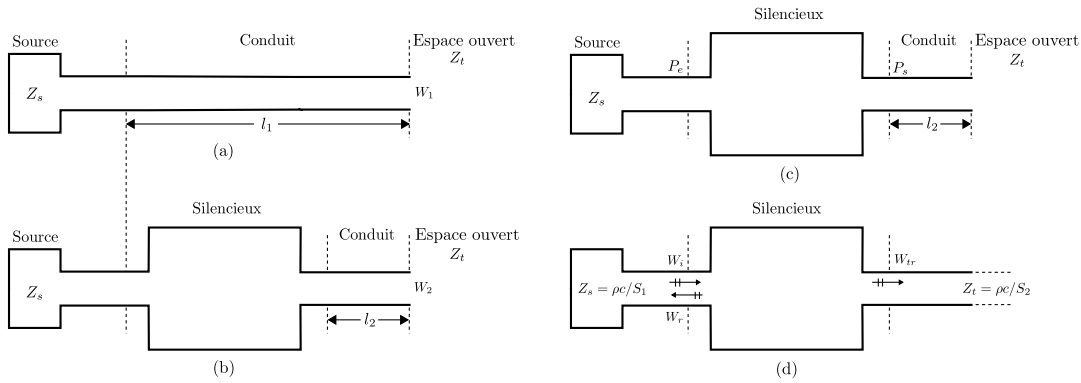 Source
Conduit
Espace ouvert
Z_t
Z_s
W_1
l_1
(a)
Silencieux
Source
Conduit
Espace ouvert
Z_t
Z_s
W_2
l_2
(b)
Silencieux
Source
Conduit
Espace ouvert
Z_t
P_e
P_s
Z_s
l_2
(c)
Silencieux
W_i
W_tr
Z_s = ρc/S_1
Z_t = ρc/S_2
W_r
(d)